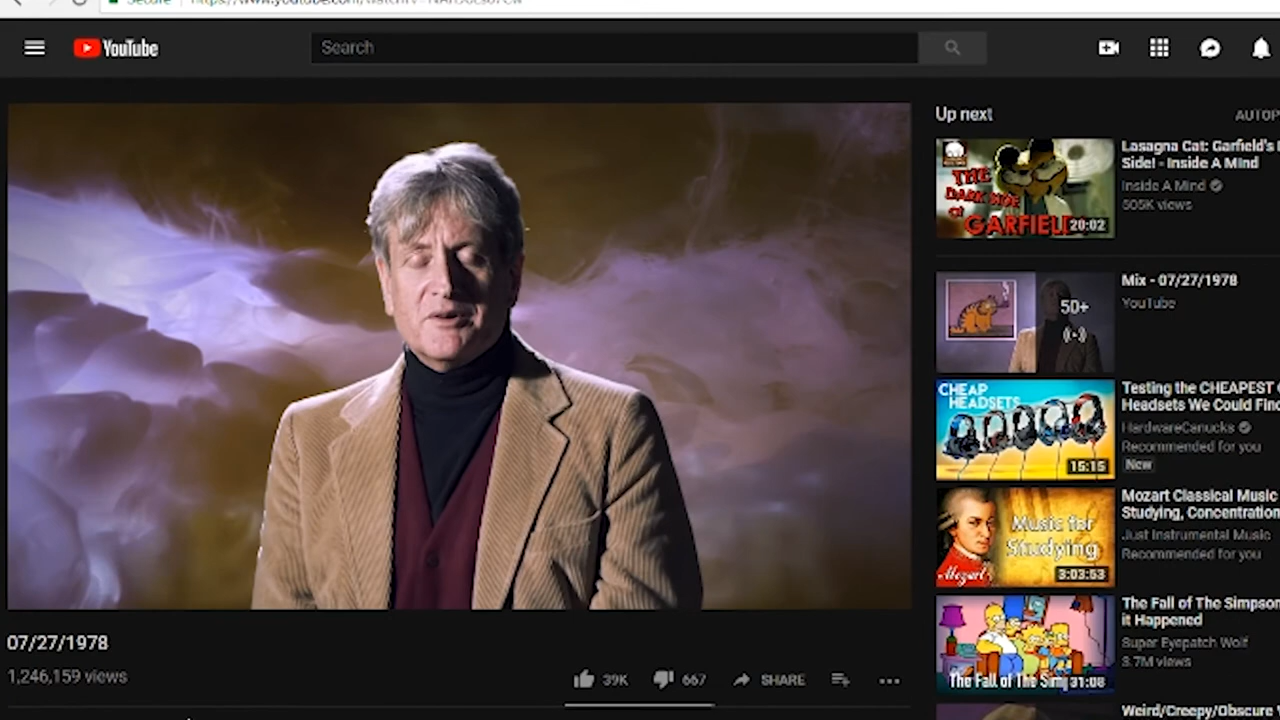 Secure
YouTube
Search
Up next
AUTOP
THE
DARK SIDE
of
GARFIELD
20:02
Lasagna Cat: Garfield's
Side! - Inside A Mind
Inside A Mind
505K views
50+
Mix - 07/27/1978
YouTube
CHEAP
HEADSETS
15:15
Testing the CHEAPEST
Headsets We Could Find
HardwareCanucks
Recommended for you
New
Music for
Studying
Mozart
3:03:53
Mozart Classical Music
Studying, Concentration
Just Instrumental Music
Recommended for you
The Fall of The Simp
31:08
The Fall of The Simpson
it Happened
Super Eyepatch Wolf
3.7M views
Weird/Creepy/Obscure
07/27/1978
1,246,159 views
39K
667
SHARE